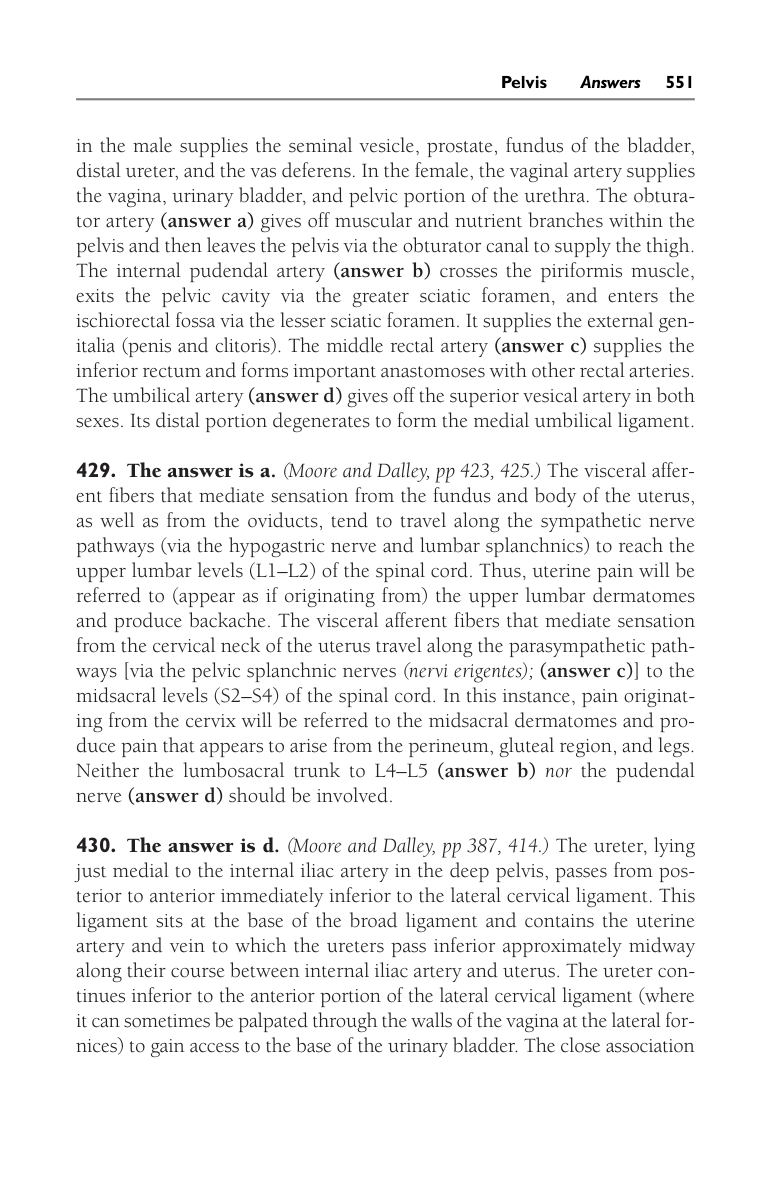 Pelvis Answers 551
in the male supplies the seminal vesicle, prostate, fundus of the bladder,
distal ureter, and the vas deferens. In the female, the vaginal artery supplies
the vagina, urinary bladder, and pelvic portion of the urethra. The obtura-
tor artery (answer a) gives off muscular and nutrient branches within the
pelvis and then leaves the pelvis via the obturator canal to supply the thigh.
The internal pudendal artery (answer b) crosses the piriformis muscle,
exits the pelvic cavity via the greater sciatic foramen, and enters the
ischiorectal fossa via the lesser sciatic foramen. It supplies the external gen-
italia (penis and clitoris). The middle rectal artery (answer c) supplies the
inferior rectum and forms important anastomoses with other rectal arteries.
The umbilical artery (answer d) gives off the superior vesical artery in both
sexes. Its distal portion degenerates to form the medial umbilical ligament.
429. The answer is a. (Moore and Dalley, pp 423, 425.) The visceral affer-
ent fibers that mediate sensation from the fundus and body of the uterus,
as well as from the oviducts, tend to travel along the sympathetic nerve
pathways (via the hypogastric nerve and lumbar splanchnics) to reach the
upper lumbar levels (L1–L2) of the spinal cord. Thus, uterine pain will be
referred to (appear as if originating from) the upper lumbar dermatomes
and produce backache. The visceral afferent fibers that mediate sensation
from the cervical neck of the uterus travel along the parasympathetic path-
ways [via the pelvic splanchnic nerves (nervi erigentes); (answer c)] to the
midsacral levels (S2–S4) of the spinal cord. In this instance, pain originat-
ing from the cervix will be referred to the midsacral dermatomes and pro-
duce pain that appears to arise from the perineum, gluteal region, and legs.
Neither the lumbosacral trunk to L4–L5 (answer b) nor the pudendal
nerve (answer d) should be involved.
430. The answer is d. (Moore and Dalley, pp 387, 414.) The ureter, lying
just medial to the internal iliac artery in the deep pelvis, passes from pos-
terior to anterior immediately inferior to the lateral cervical ligament. This
ligament sits at the base of the broad ligament and contains the uterine
artery and vein to which the ureters pass inferior approximately midway
along their course between internal iliac artery and uterus. The ureter con-
tinues inferior to the anterior portion of the lateral cervical ligament (where
it can sometimes be palpated through the walls of the vagina at the lateral for-
nices) to gain access to the base of the urinary bladder. The close association